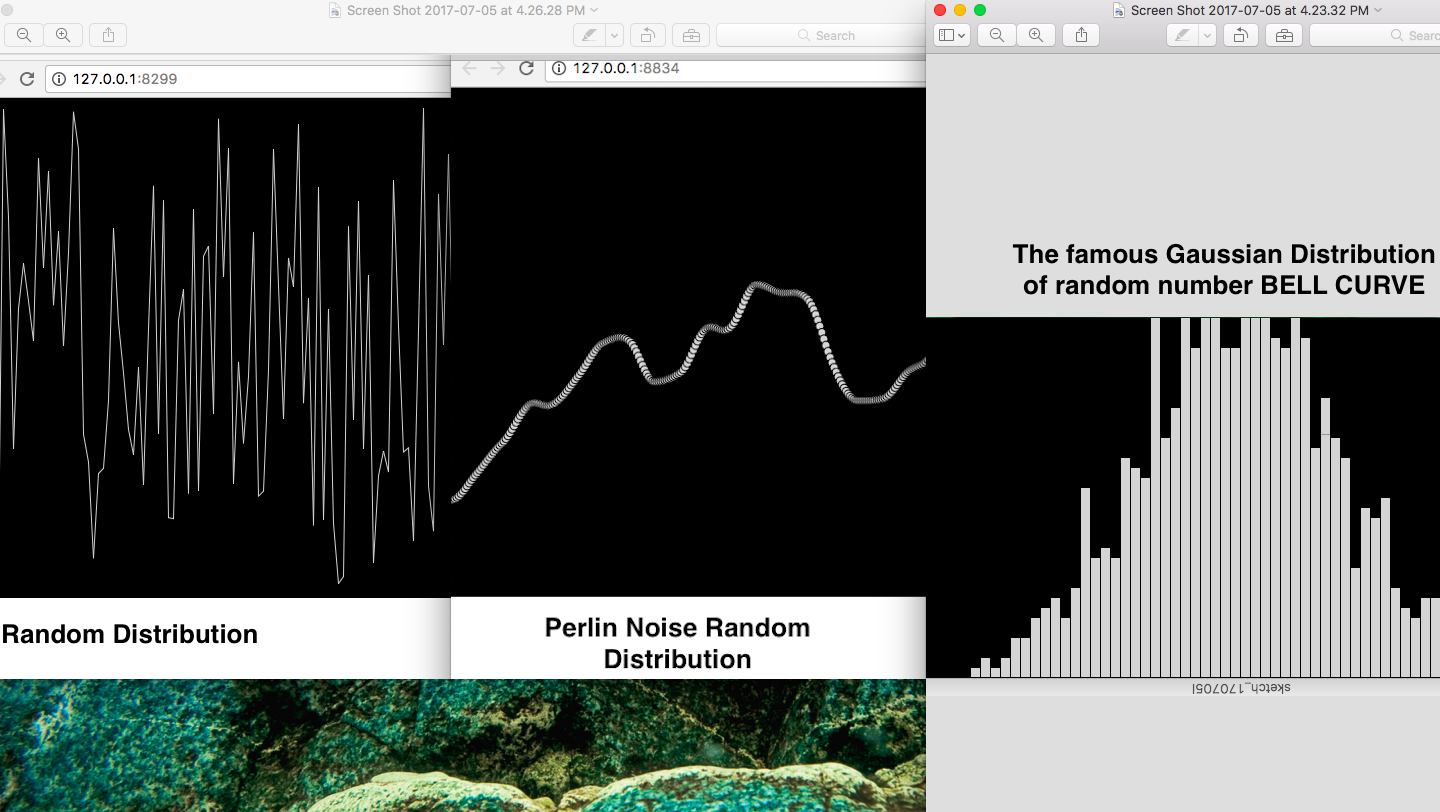 Screen Shot 2017-07-05 at 4.26.28 PM
Search
127.0.0.1:8299
Random Distribution
127.0.0.1:8834
Perlin Noise Random
Distribution
Screen Shot 2017-07-05 at 4.23.32 PM
Searc
The famous Gaussian Distribution
of random number BELL CURVE
sketch_170705l